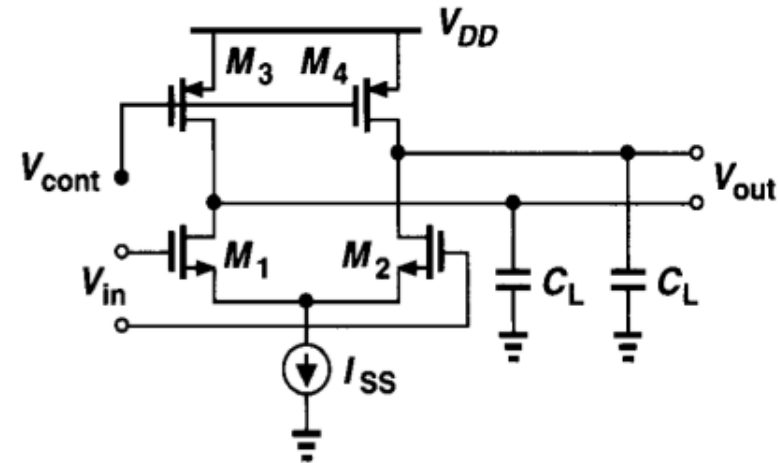 V_DD
M_3 M_4
V_cont
V_out
M_1 M_2
V_in
C_L C_L
I_SS